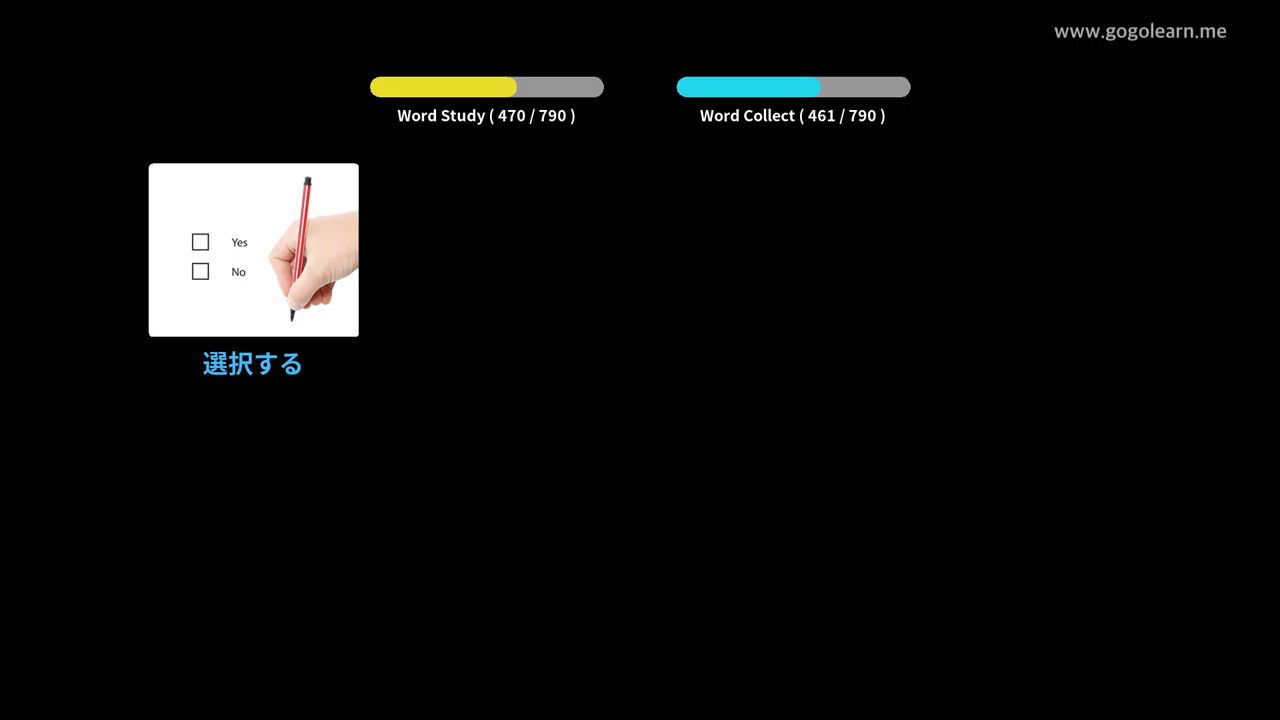 www.gogolearn.me
Word Study ( 470 / 790 )
Word Collect ( 461 / 790 )
Yes
No
選択する